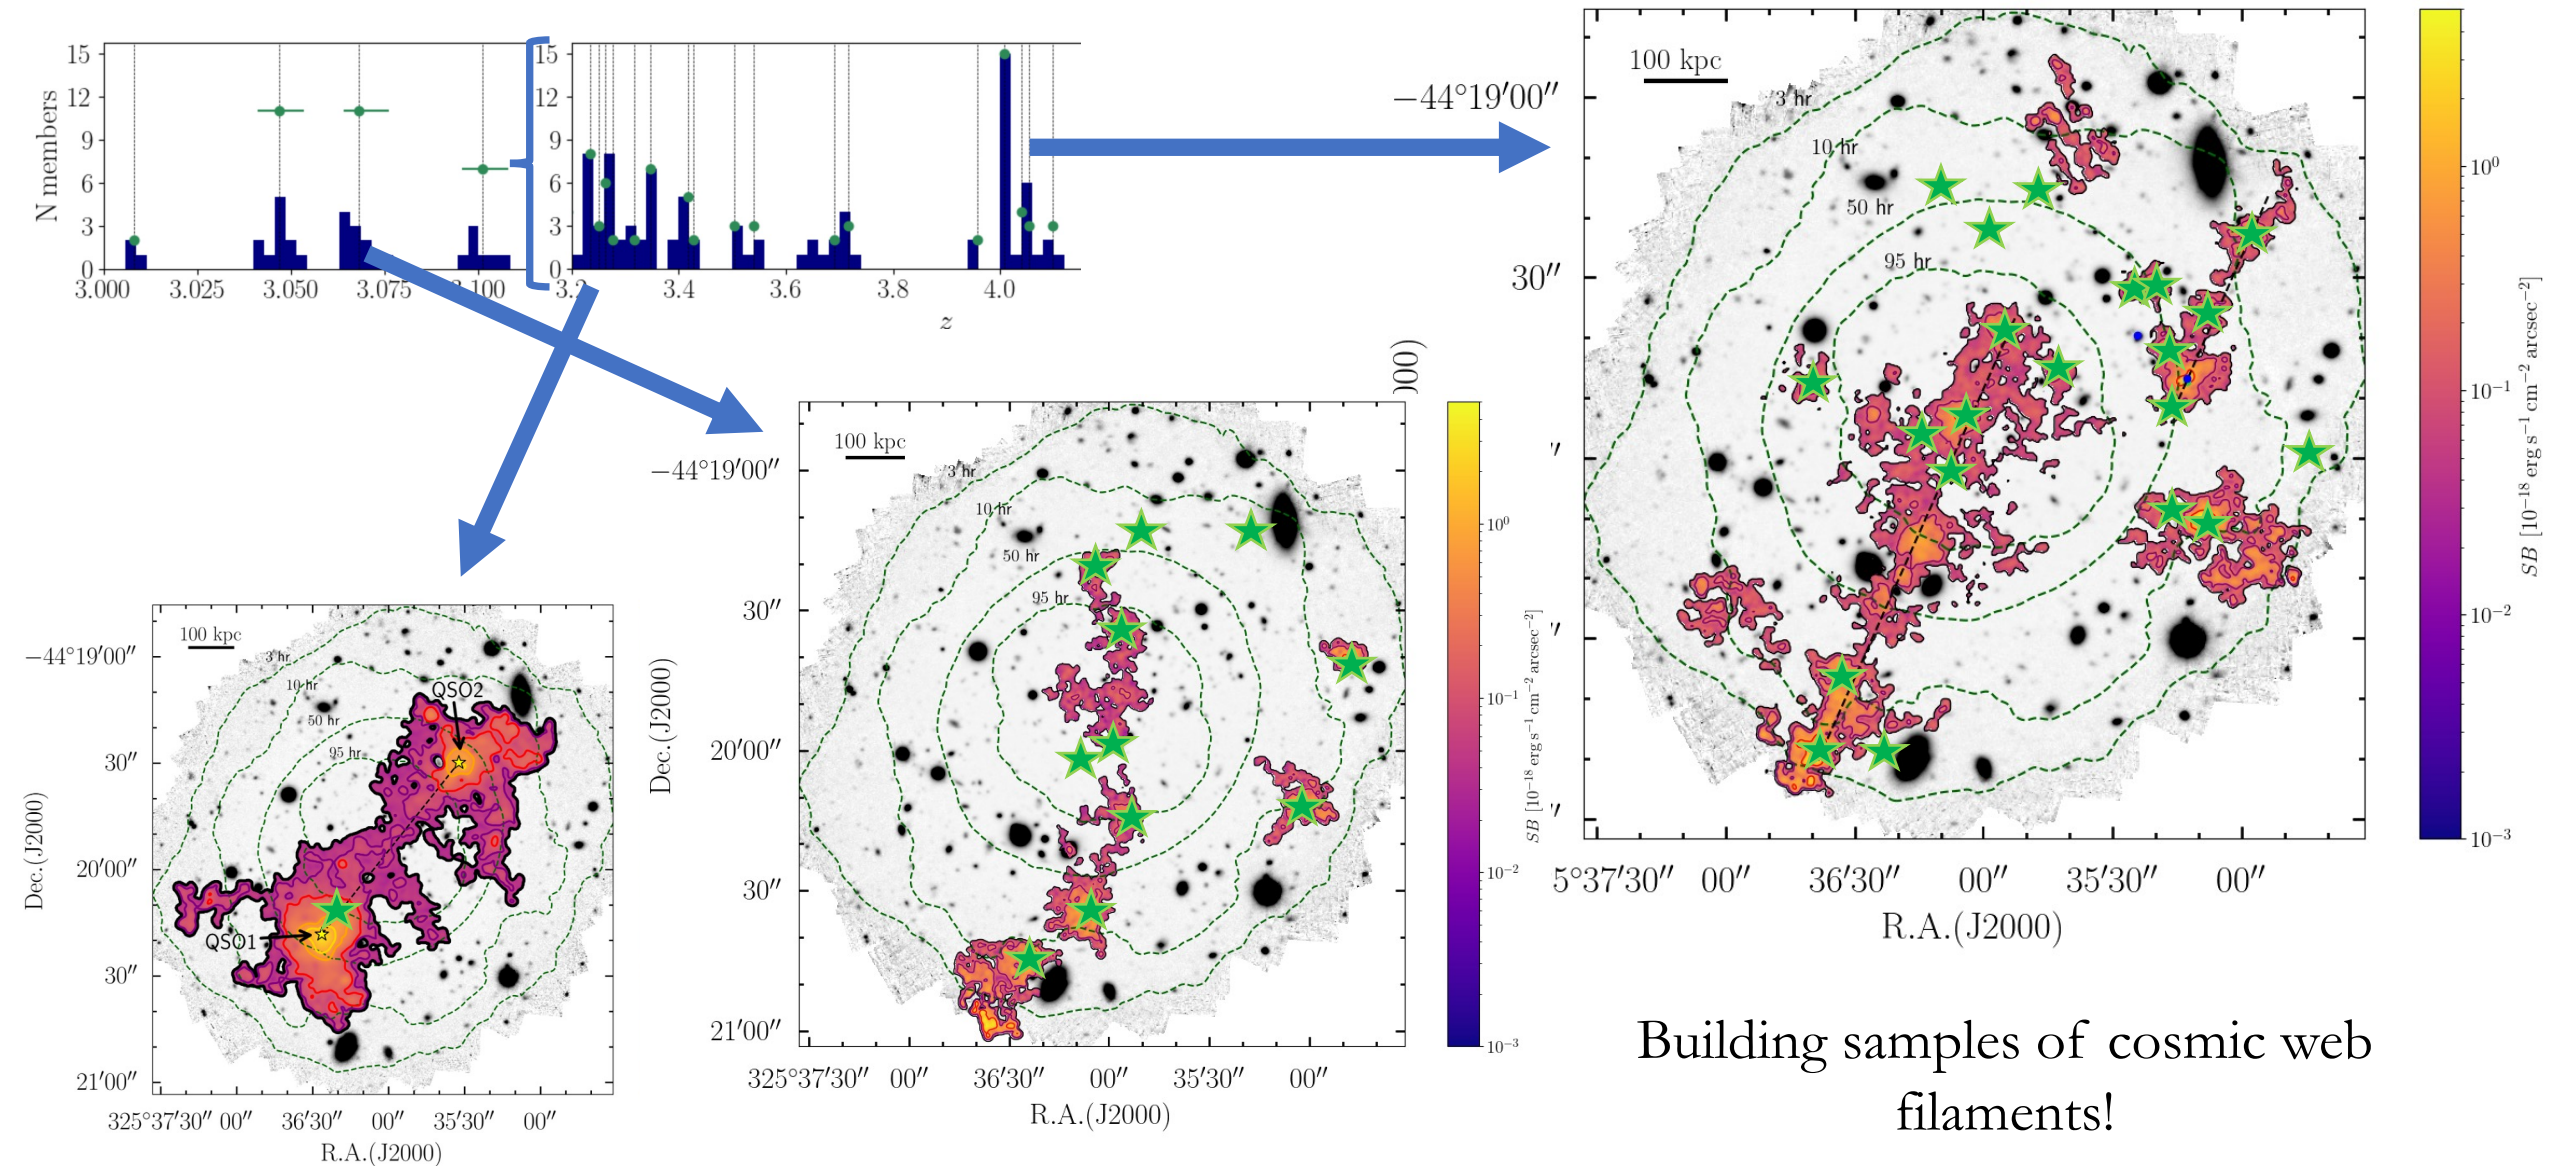 15
12
9
6
3
0
N members
3.000
3.025
3.050
3.075
15
12
9
6
3
0
3.4
3.6
3.8
4.0
z
100 kpc
3 hr
10 hr
50 hr
95 hr
−44°19′00″
30″
5°37′30″
00″
36′30″
00″
35′30″
00″
R.A.(J2000)
10⁰
10⁻¹
10⁻²
10⁻³
SB [10⁻¹⁸ erg s⁻¹ cm⁻² arcsec⁻²]
100 kpc
3 hr
10 hr
50 hr
95 hr
−44°19′00″
30″
20′00″
30″
21′00″
Dec.(J2000)
325°37′30″
00″
36′30″
00″
35′30″
00″
R.A.(J2000)
10⁰
10⁻¹
10⁻²
10⁻³
SB [10⁻¹⁸ erg s⁻¹ cm⁻² arcsec⁻²]
100 kpc
3 hr
10 hr
50 hr
95 hr
QSO2
QSO1
−44°19′00″
30″
20′00″
30″
21′00″
Dec.(J2000)
325°37′30″
00″
36′30″
00″
35′30″
00″
R.A.(J2000)
Building samples of cosmic web
filaments!